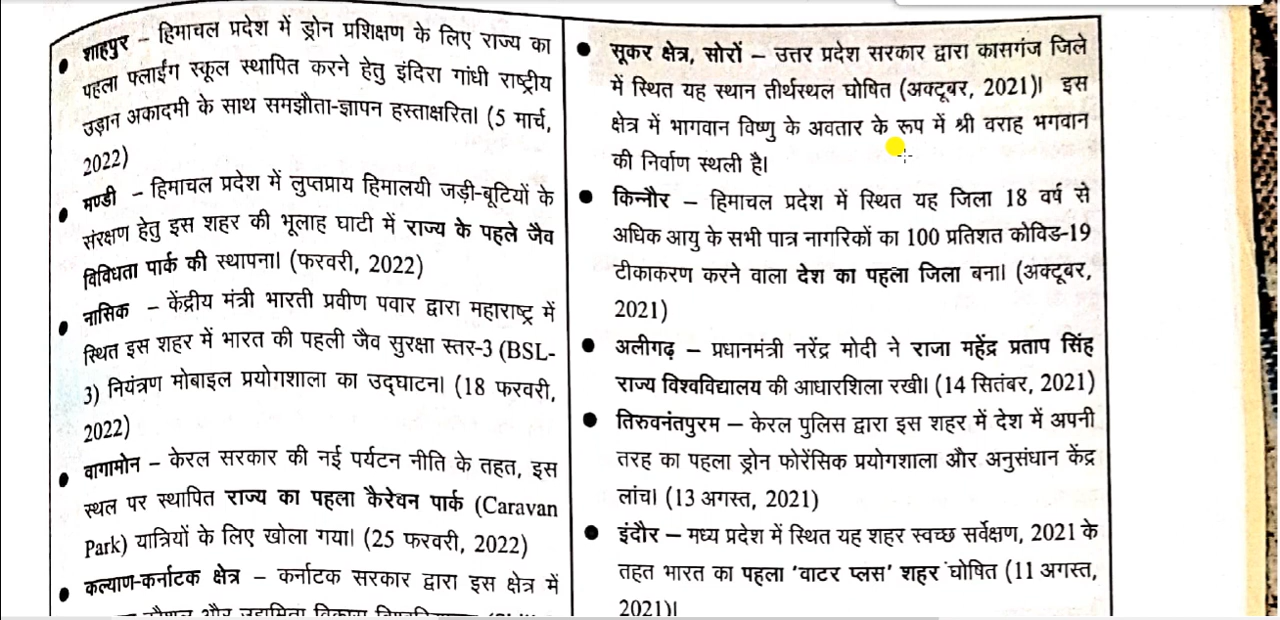 ● शाहपुर – हिमाचल प्रदेश में ड्रोन प्रशिक्षण के लिए राज्य का
पहला फ्लाईंग स्कूल स्थापित करने हेतु इंदिरा गांधी राष्ट्रीय
उड़ान अकादमी के साथ समझौता-ज्ञापन हस्ताक्षरित। (5 मार्च,
2022)
● मण्डी – हिमाचल प्रदेश में लुप्तप्राय हिमालयी जड़ी-बूटियों के
संरक्षण हेतु इस शहर की भूलाह घाटी में राज्य के पहले जैव
विविधता पार्क की स्थापना। (फरवरी, 2022)
● नासिक – केंद्रीय मंत्री भारती प्रवीण पवार द्वारा महाराष्ट्र में
स्थित इस शहर में भारत की पहली जैव सुरक्षा स्तर-3 (BSL-
3) नियंत्रण मोबाइल प्रयोगशाला का उद्घाटन। (18 फरवरी,
2022)
● वागामोन – केरल सरकार की नई पर्यटन नीति के तहत, इस
स्थल पर स्थापित राज्य का पहला कैरेवन पार्क (Caravan
Park) यात्रियों के लिए खोला गया। (25 फरवरी, 2022)
● कल्याण-कर्नाटक क्षेत्र – कर्नाटक सरकार द्वारा इस क्षेत्र में
कौशल और उद्यमिता विकास
● सूकर क्षेत्र, सोरों – उत्तर प्रदेश सरकार द्वारा कासगंज जिले
में स्थित यह स्थान तीर्थस्थल घोषित (अक्टूबर, 2021)। इस
क्षेत्र में भागवान विष्णु के अवतार के रूप में श्री वराह भगवान
की निर्वाण स्थली है।
● किन्नौर – हिमाचल प्रदेश में स्थित यह जिला 18 वर्ष से
अधिक आयु के सभी पात्र नागरिकों का 100 प्रतिशत कोविड-19
टीकाकरण करने वाला देश का पहला जिला बना। (अक्टूबर,
2021)
● अलीगढ़ – प्रधानमंत्री नरेंद्र मोदी ने राजा महेंद्र प्रताप सिंह
राज्य विश्वविद्यालय की आधारशिला रखी। (14 सितंबर, 2021)
● तिरुवनंतपुरम – केरल पुलिस द्वारा इस शहर में देश में अपनी
तरह का पहला ड्रोन फोरेंसिक प्रयोगशाला और अनुसंधान केंद्र
लांच। (13 अगस्त, 2021)
● इंदौर – मध्य प्रदेश में स्थित यह शहर स्वच्छ सर्वेक्षण, 2021 के
तहत भारत का पहला 'वाटर प्लस' शहर घोषित (11 अगस्त,
2021)।